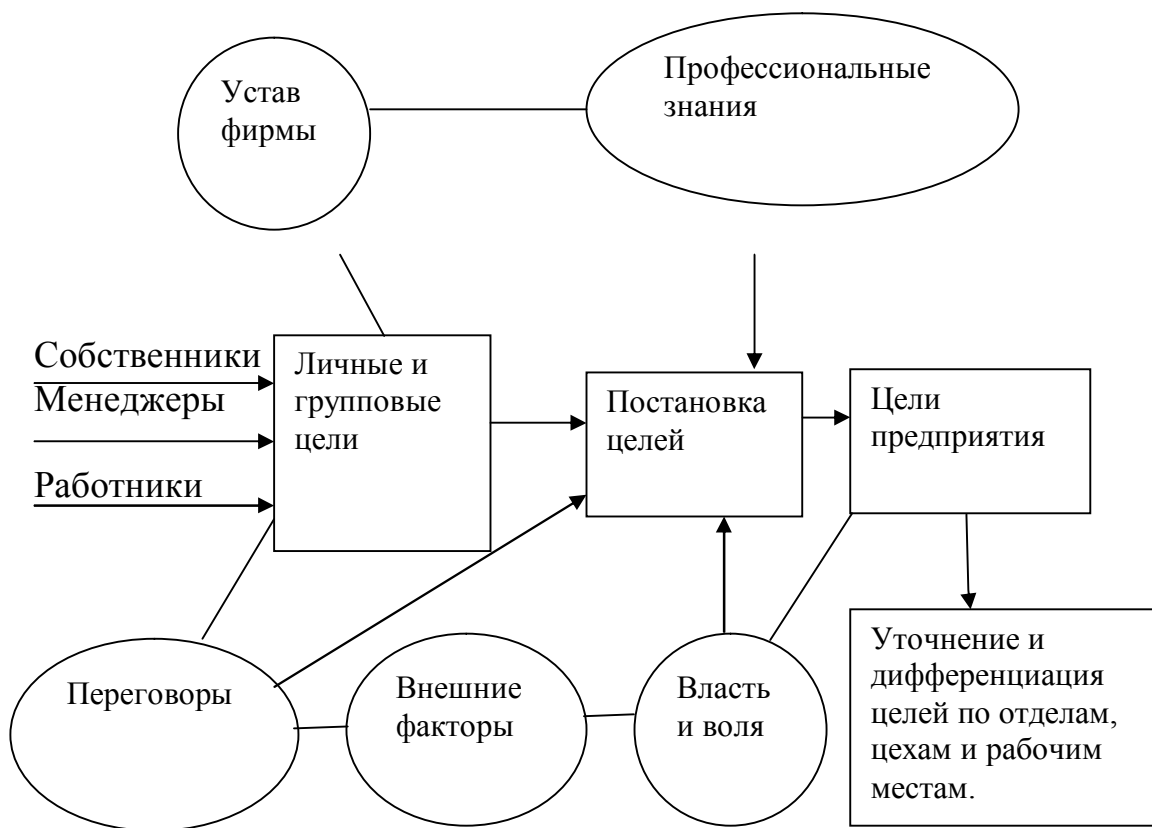 Устав
фирмы
Профессиональные
знания
Собственники
Менеджеры
Работники
Личные и
групповые
цели
Постановка
целей
Цели
предприятия
Переговоры
Внешние
факторы
Власть
и воля
Уточнение и
дифференциация
целей по отделам,
цехам и рабочим
местам.